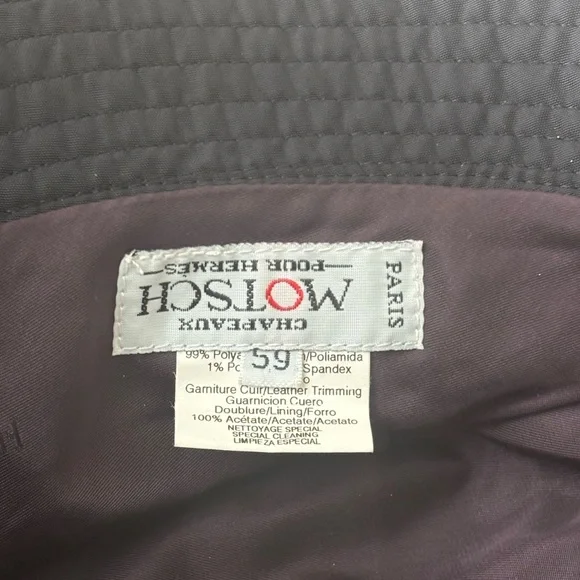 CHAPEAUX
MOTSCH
POUR HERMÈS
PARIS
59
99% /Poliamida
1% Spandex
Garniture Cuir/Leather Trimming
Guarnicion Cuero
Doublure/Lining/Forro
100% Acétate/Acetate/Acetato
NETTOYAGE SPECIAL
SPECIAL CLEANING
LIMPIEZA ESPECIAL